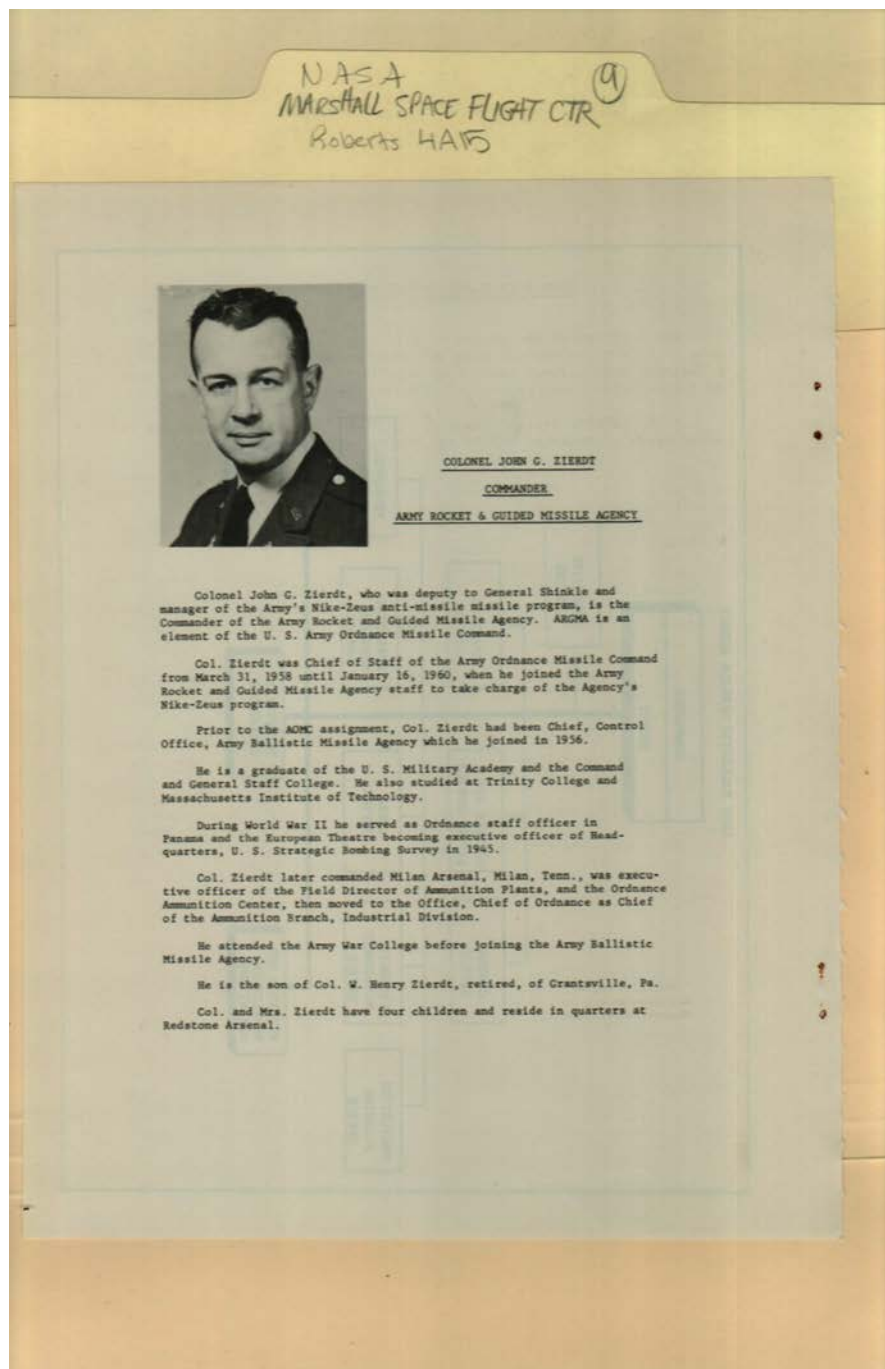 NASA
9
MARSHALL SPACE FLIGHT CTR
Roberts 4A15
COLONEL JOHN G. ZIERDT
COMMANDER
ARMY ROCKET & GUIDED MISSILE AGENCY
Colonel John G. Zierdt, who was deputy to General Shinkle and
manager of the Army's Nike-Zeus anti-missile missile program, is the
Commander of the Army Rocket and Guided Missile Agency. ARGMA is an
element of the U. S. Army Ordnance Missile Command.
Col. Zierdt was Chief of Staff of the Army Ordnance Missile Command
from March 31, 1958 until January 16, 1960, when he joined the Army
Rocket and Guided Missile Agency staff to take charge of the Agency's
Nike-Zeus program.
Prior to the AOMC assignment, Col. Zierdt had been Chief, Control
Office, Army Ballistic Missile Agency which he joined in 1956.
He is a graduate of the U. S. Military Academy and the Command
and General Staff College. He also studied at Trinity College and
Massachusetts Institute of Technology.
During World War II he served as Ordnance staff officer in
Panama and the European Theatre becoming executive officer of Head-
quarters, U. S. Strategic Bombing Survey in 1945.
Col. Zierdt later commanded Milan Arsenal, Milan, Tenn., was execu-
tive officer of the Field Director of Ammunition Plants, and the Ordnance
Ammunition Center, then moved to the Office, Chief of Ordnance as Chief
of the Ammunition Branch, Industrial Division.
He attended the Army War College before joining the Army Ballistic
Missile Agency.
He is the son of Col. W. Henry Zierdt, retired, of Grantsville, Pa.
Col. and Mrs. Zierdt have four children and reside in quarters at
Redstone Arsenal.